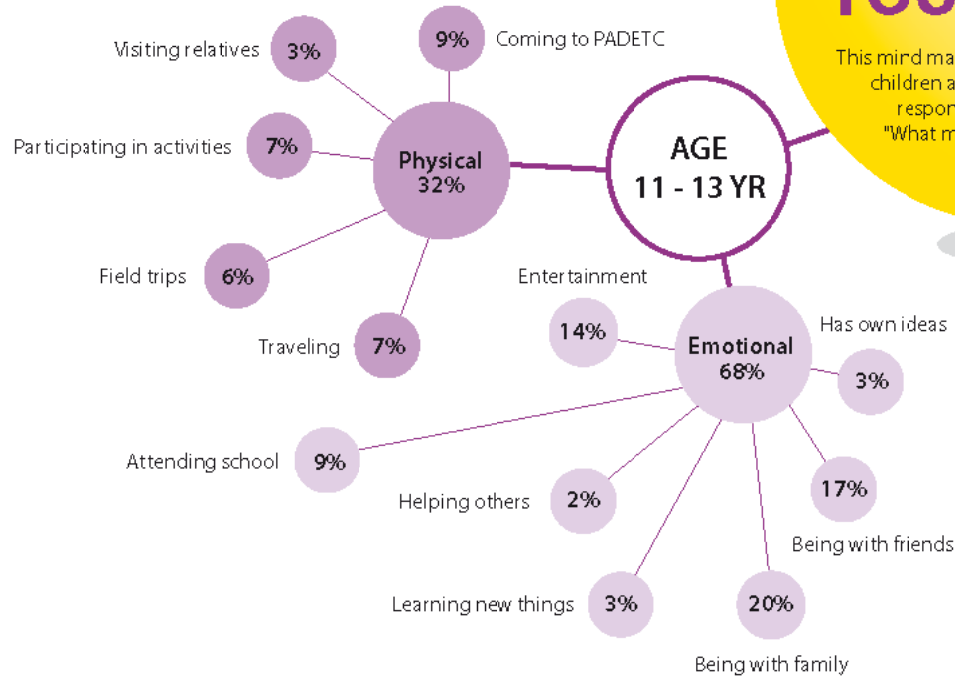 Visiting relatives
3%
9%
Coming to PADETC
Participating in activities
7%
Physical
32%
Field trips
6%
Traveling
7%
AGE
11 - 13 YR
This mind ma
children a
respon
"What m
Entertainment
14%
Emotional
68%
Has own ideas
3%
Attending school
9%
Helping others
2%
17%
Being with friends
Learning new things
3%
20%
Being with family